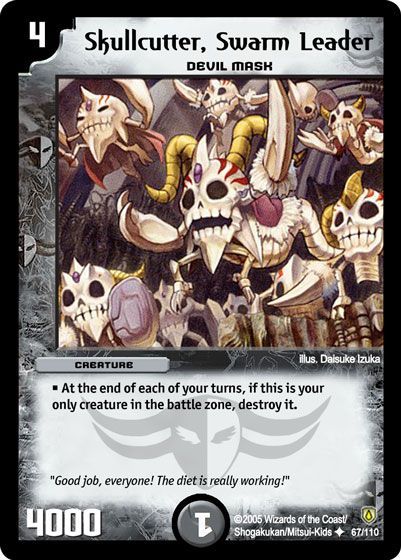 4
Skullcutter, Swarm Leader
DEVIL MASK
illus. Daisuke Izuka
CREATURE
▪ At the end of each of your turns, if this is your
only creature in the battle zone, destroy it.
"Good job, everyone! The diet is really working!"
4000
1
©2005 Wizards of the Coast/
Shogakukan/Mitsui-Kids ✦ 67/110